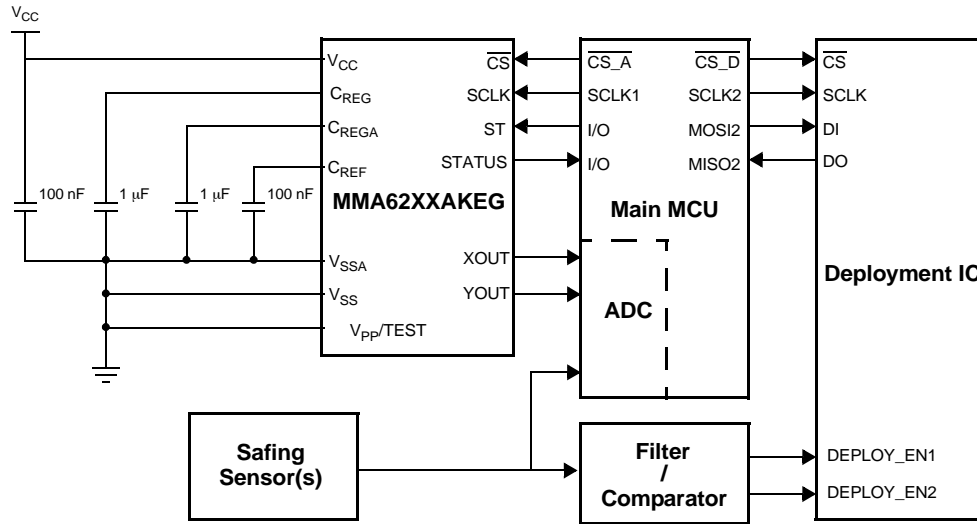 VCC
VCC
CREG
CREGA
CREF
100 nF
1 μF
1 μF
100 nF
VSSA
VSS
VPP/TEST
CS
SCLK
ST
STATUS
MMA62XXAKEG
XOUT
YOUT
CS_A
SCLK1
I/O
I/O
CS_D
SCLK2
MOSI2
MISO2
Main MCU
ADC
CS
SCLK
DI
DO
Deployment IC
DEPLOY_EN1
DEPLOY_EN2
Safing
Sensor(s)
Filter
/
Comparator